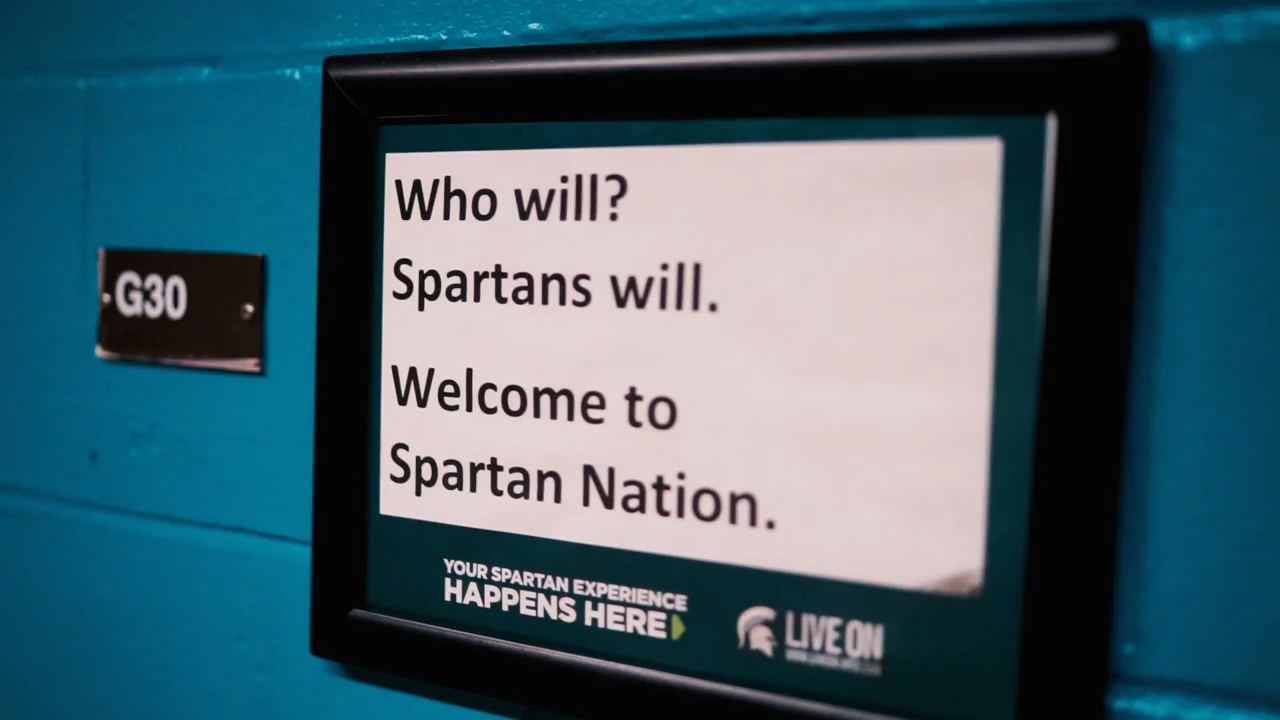 G30
Who will?
Spartans will.
Welcome to
Spartan Nation.
YOUR SPARTAN EXPERIENCE
HAPPENS HERE
LIVE ON